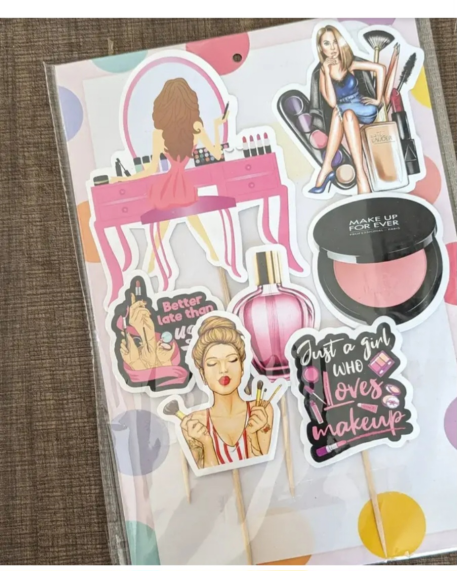 MAKE UP
FOR EVER
Better
late than
Just a girl
WHO
loves
makeup